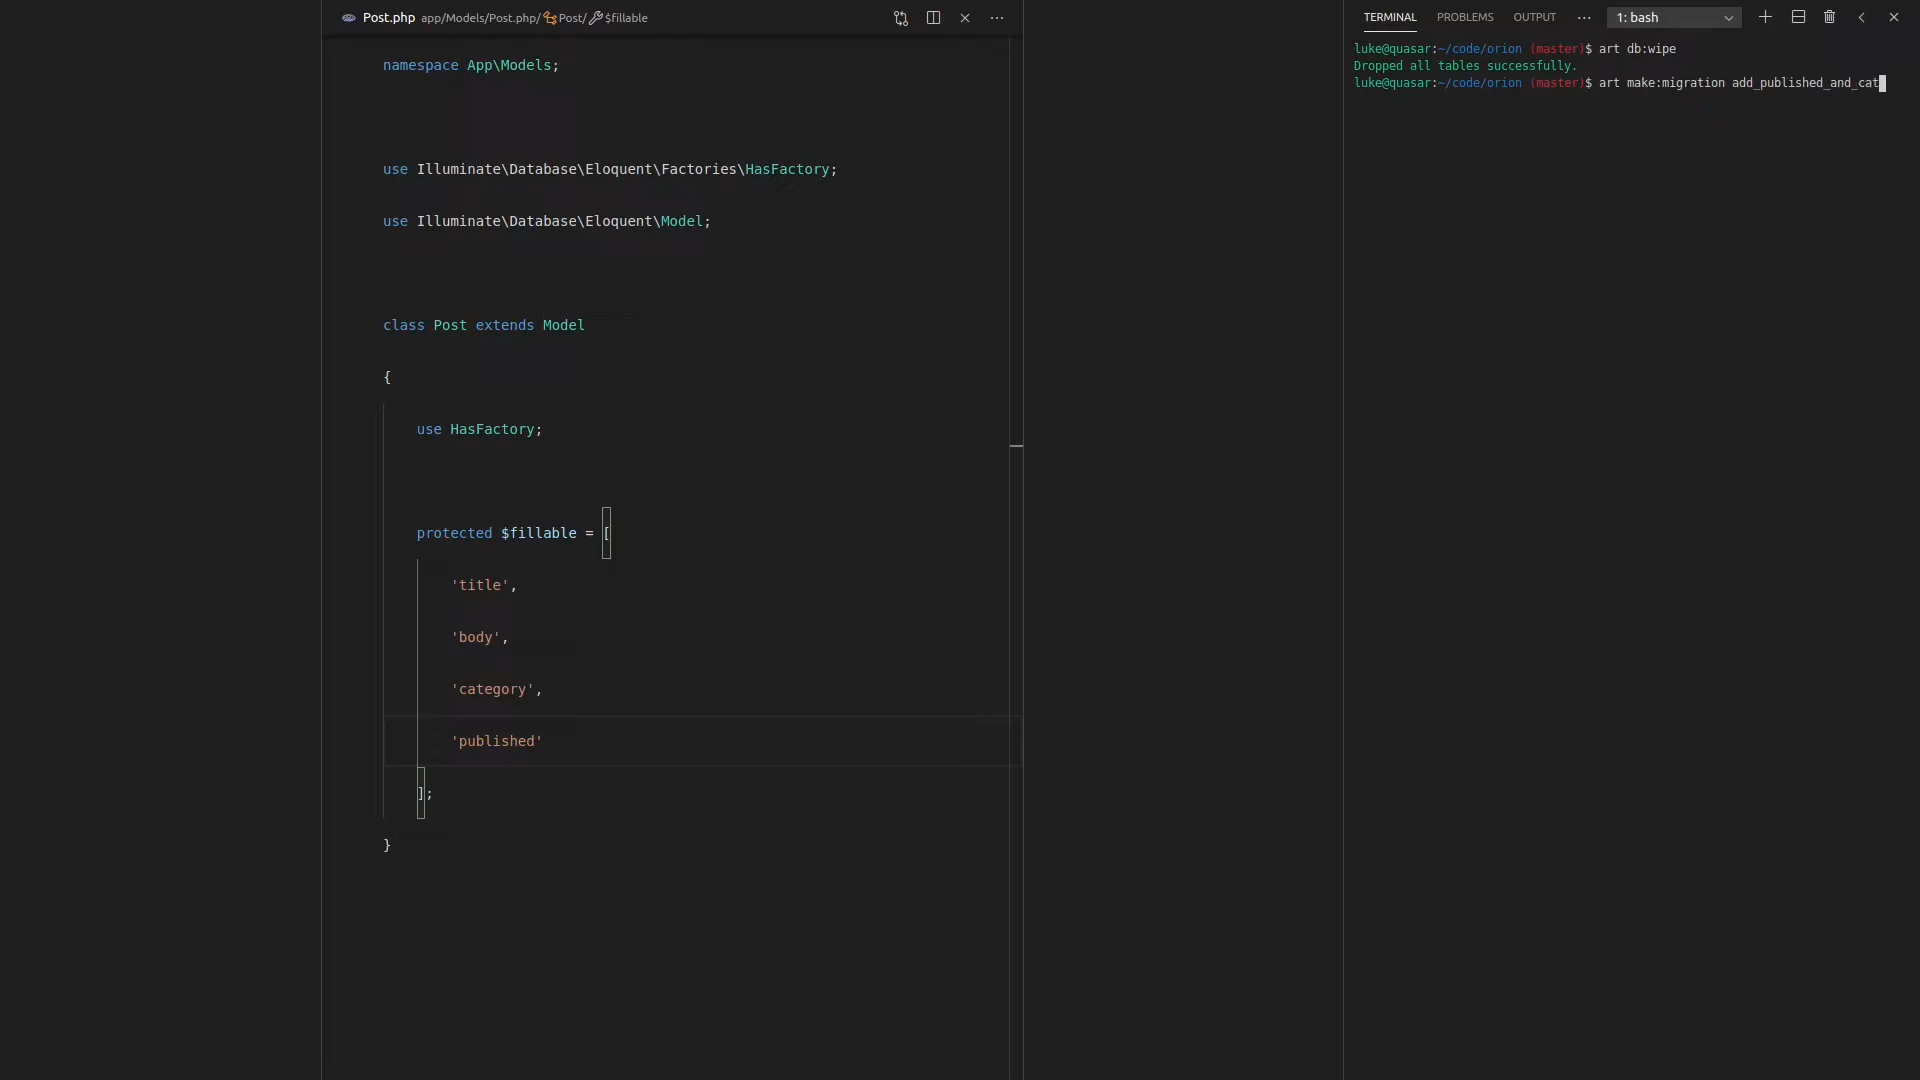 Post.php app/Models/Post.php/ Post/ $fillable
namespace App\Models;
use Illuminate\Database\Eloquent\Factories\HasFactory;
use Illuminate\Database\Eloquent\Model;
class Post extends Model
{
use HasFactory;
protected $fillable = [
'title',
'body',
'category',
'published'
];
}
TERMINAL PROBLEMS OUTPUT ··· 1: bash
luke@quasar:~/code/orion (master)$ art db:wipe
Dropped all tables successfully.
luke@quasar:~/code/orion (master)$ art make:migration add_published_and_cat